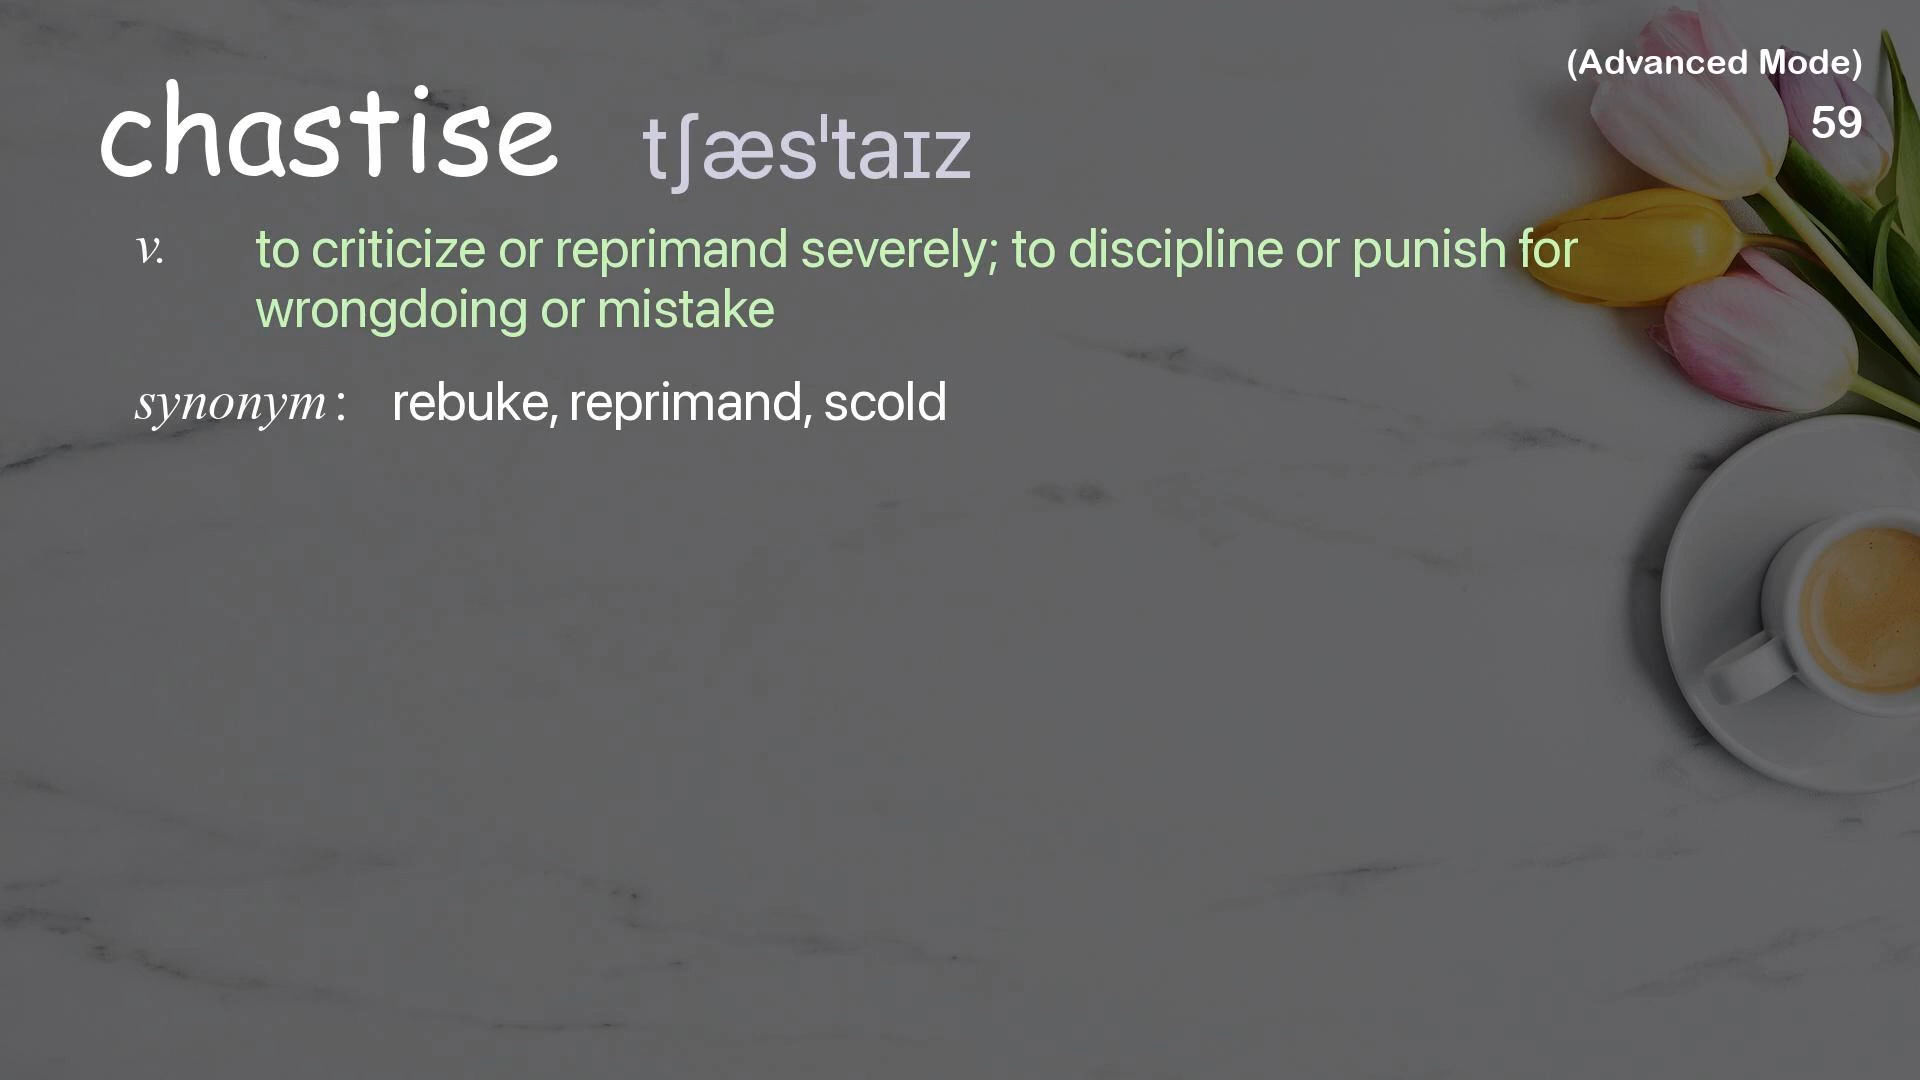 (Advanced Mode)
59
chastise tʃæsˈtaɪz
v. to criticize or reprimand severely; to discipline or punish for
wrongdoing or mistake
synonym: rebuke, reprimand, scold